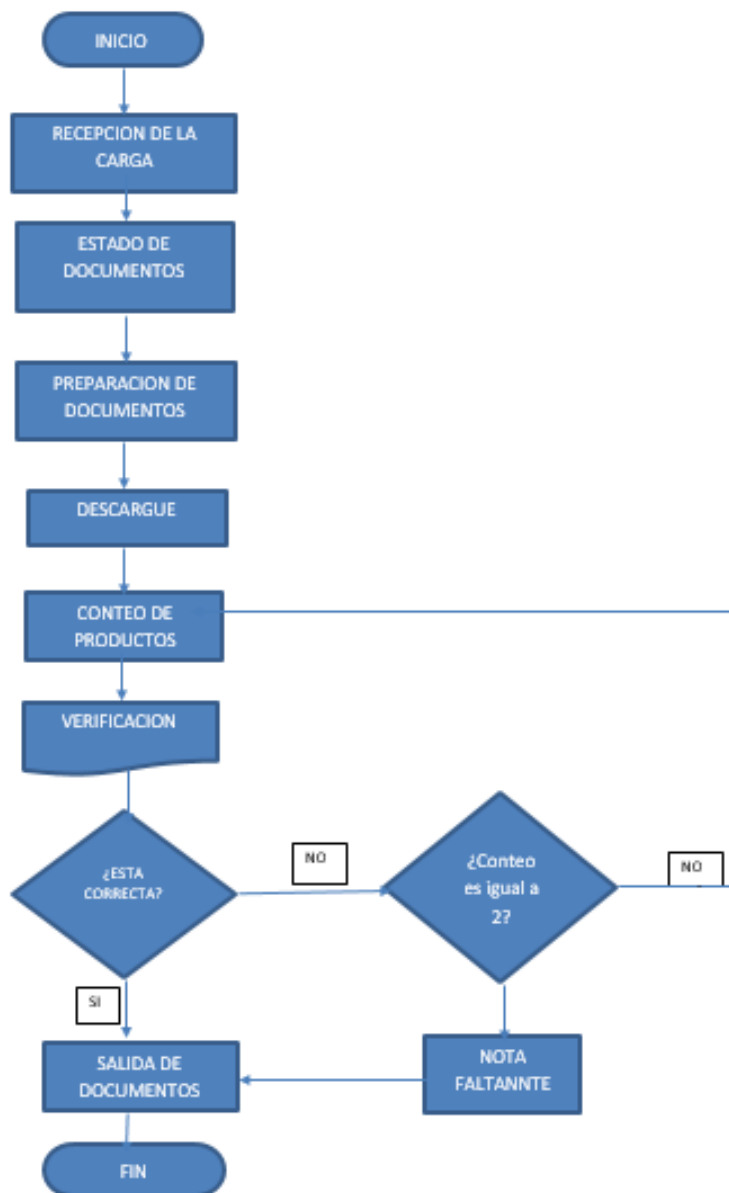 INICIO
RECEPCION DE LA
CARGA
ESTADO DE
DOCUMENTOS
PREPARACION DE
DOCUMENTOS
DESCARGUE
CONTEO DE
PRODUCTOS
VERIFICACION
¿ESTA
CORRECTA?
NO
¿Conteo
es igual a
2?
NO
SI
SALIDA DE
DOCUMENTOS
NOTA
FALTANNTE
FIN